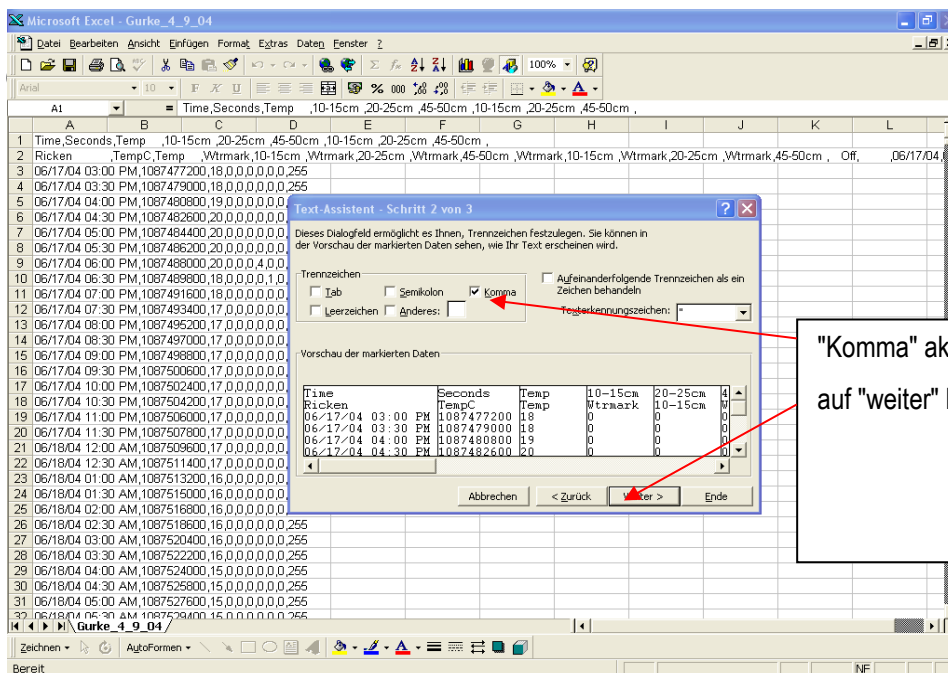 Microsoft Excel - Gurke_4_9_04
Datei Bearbeiten Ansicht Einfügen Format Extras Daten Fenster ?
100%
Arial 10 F K U % 000
A1 = Time,Seconds,Temp ,10-15cm ,20-25cm ,45-50cm ,10-15cm ,20-25cm ,45-50cm ,
A B C D E F G H I J K L
1 Time,Seconds,Temp ,10-15cm ,20-25cm ,45-50cm ,10-15cm ,20-25cm ,45-50cm ,
2 Ricken ,TempC,Temp ,Wtrmark,10-15cm ,Wtrmark,20-25cm ,Wtrmark,45-50cm ,Wtrmark,10-15cm ,Wtrmark,20-25cm ,Wtrmark,45-50cm , Off, ,06/17/04,
3 06/17/04 03:00 PM,1087477200,18,0,0,0,0,0,0,255
4 06/17/04 03:30 PM,1087479000,18,0,0,0,0,0,0,255
5 06/17/04 04:00 PM,1087480800,19,0,0,0,0,0,
6 06/17/04 04:30 PM,1087482600,20,0,0,0,0,0,
7 06/17/04 05:00 PM,1087484400,20,0,0,0,0,0,
8 06/17/04 05:30 PM,1087486200,20,0,0,0,0,0,
9 06/17/04 06:00 PM,1087488000,20,0,0,0,4,0,0,
10 06/17/04 06:30 PM,1087489800,18,0,0,0,1,0,
11 06/17/04 07:00 PM,1087491600,18,0,0,0,0,0,
12 06/17/04 07:30 PM,1087493400,17,0,0,0,0,0,
13 06/17/04 08:00 PM,1087495200,17,0,0,0,0,0,
14 06/17/04 08:30 PM,1087497000,17,0,0,0,0,0,
15 06/17/04 09:00 PM,1087498800,17,0,0,0,0,0,
16 06/17/04 09:30 PM,1087500600,17,0,0,0,0,0,
17 06/17/04 10:00 PM,1087502400,17,0,0,0,0,0,
18 06/17/04 10:30 PM,1087504200,17,0,0,0,0,0,
19 06/17/04 11:00 PM,1087506000,17,0,0,0,0,0,
20 06/17/04 11:30 PM,1087507800,17,0,0,0,0,0,
21 06/18/04 12:00 AM,1087509600,17,0,0,0,0,0,
22 06/18/04 12:30 AM,1087511400,17,0,0,0,0,0,
23 06/18/04 01:00 AM,1087513200,16,0,0,0,0,0,
24 06/18/04 01:30 AM,1087515000,16,0,0,0,0,0,
25 06/18/04 02:00 AM,1087516800,16,0,0,0,0,0,
26 06/18/04 02:30 AM,1087518600,16,0,0,0,0,0,0,255
27 06/18/04 03:00 AM,1087520400,16,0,0,0,0,0,0,255
28 06/18/04 03:30 AM,1087522200,16,0,0,0,0,0,0,255
29 06/18/04 04:00 AM,1087524000,15,0,0,0,0,0,0,255
30 06/18/04 04:30 AM,1087525800,15,0,0,0,0,0,0,255
31 06/18/04 05:00 AM,1087527600,15,0,0,0,0,0,0,255
32 06/18/04 05:30 AM,1087529400,15,0,0,0,0,0,0,255
Text-Assistent - Schritt 2 von 3
Dieses Dialogfeld ermöglicht es Ihnen, Trennzeichen festzulegen. Sie können in
der Vorschau der markierten Daten sehen, wie Ihr Text erscheinen wird.
Trennzeichen
Tab Semikolon Komma
Leerzeichen Anderes:
Aufeinanderfolgende Trennzeichen als ein
Zeichen behandeln
Texterkennungszeichen: "
Vorschau der markierten Daten
Time Seconds Temp 10-15cm 20-25cm 4
Ricken TempC Temp Wtrmark 10-15cm W
06/17/04 03:00 PM 1087477200 18 0 0 0
06/17/04 03:30 PM 1087479000 18 0 0 0
06/17/04 04:00 PM 1087480800 19 0 0 0
06/17/04 04:30 PM 1087482600 20 0 0 0
Abbrechen < Zurück Weiter > Ende
"Komma" ak
auf "weiter"
Gurke_4_9_04
Zeichnen AutoFormen
Bereit NF